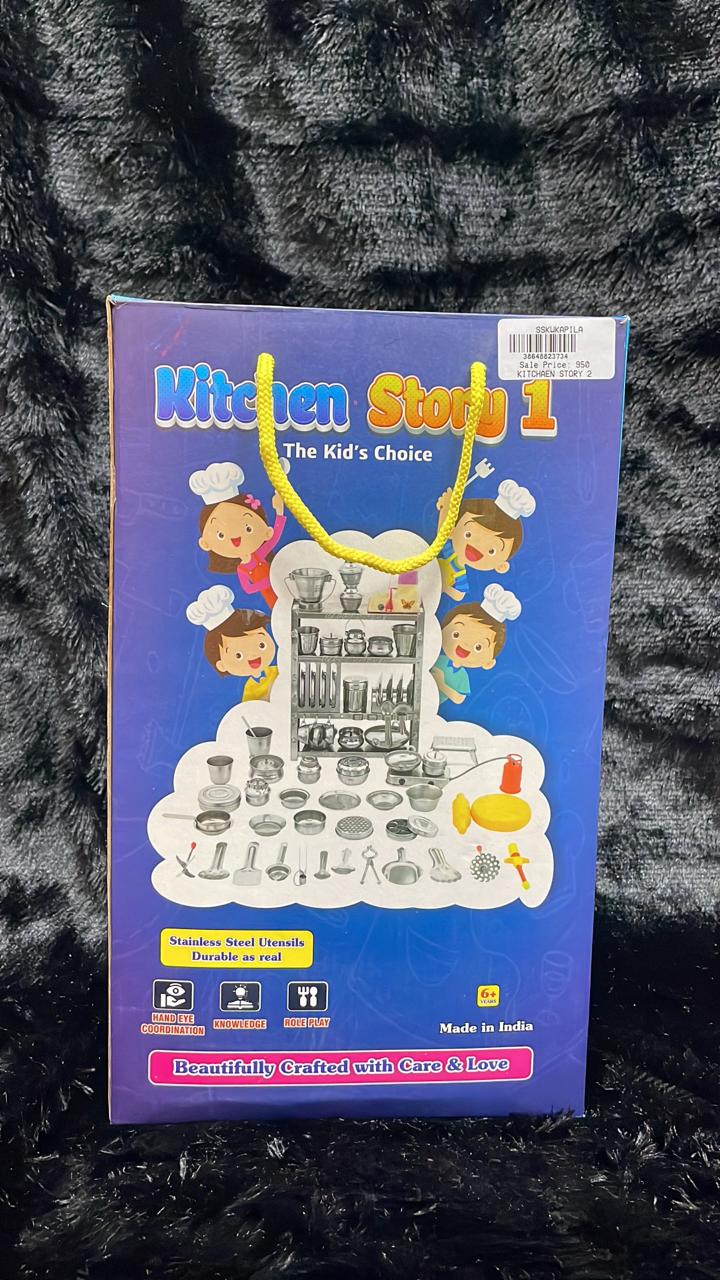 SSKUKAPILA
38648823734
Sale Price: 950
KITCHAEN STORY 2
Kitchen Story 1
The Kid's Choice
Stainless Steel Utensils
Durable as real
HAND EYE
COORDINATION
KNOWLEDGE
ROLE PLAY
6+
YEARS
Made in India
Beautifully Crafted with Care & Love